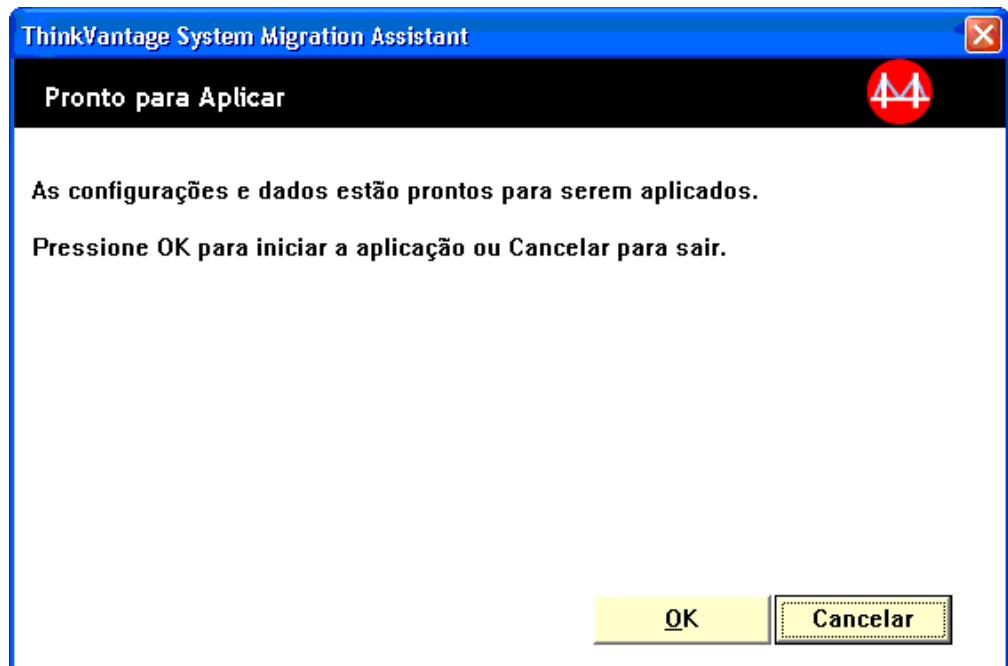 ThinkVantage System Migration Assistant
Pronto para Aplicar
As configurações e dados estão prontos para serem aplicados.
Pressione OK para iniciar a aplicação ou Cancelar para sair.
OK Cancelar